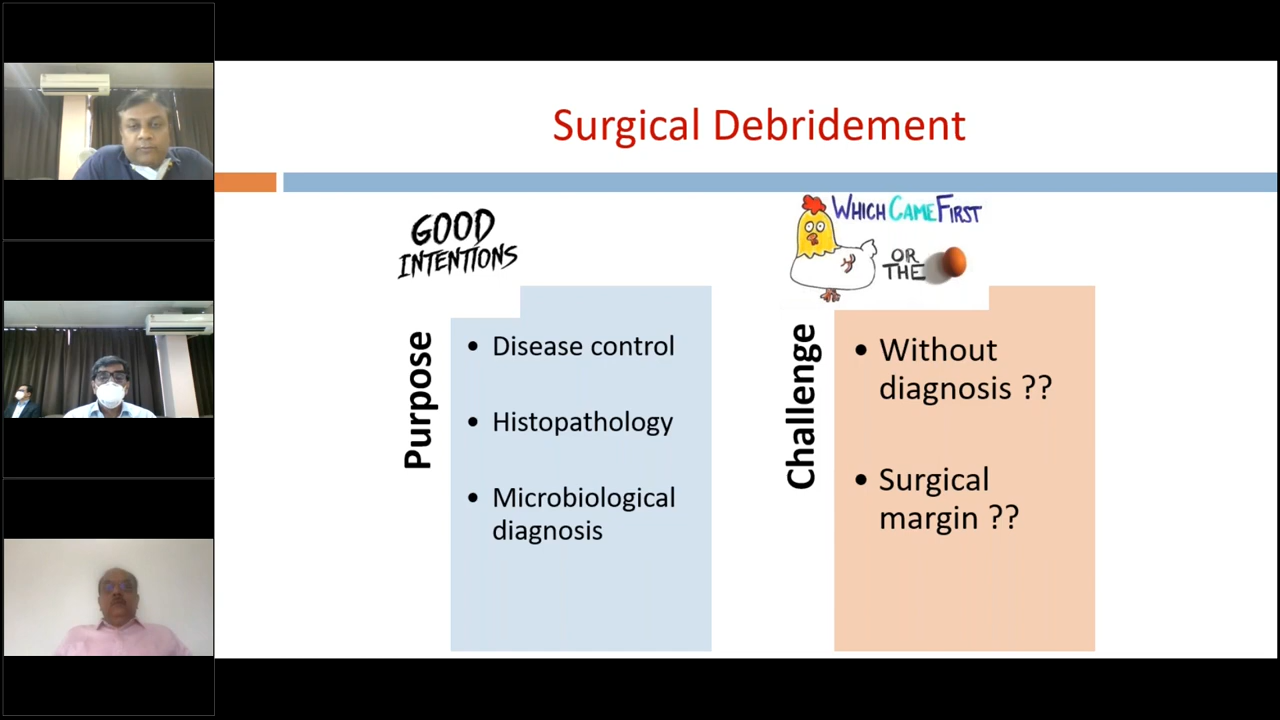 Surgical Debridement
GOOD
INTENTIONS
Purpose
• Disease control
• Histopathology
• Microbiological
diagnosis
WHICH CAME FIRST
OR
THE
Challenge
• Without
diagnosis ??
• Surgical
margin ??